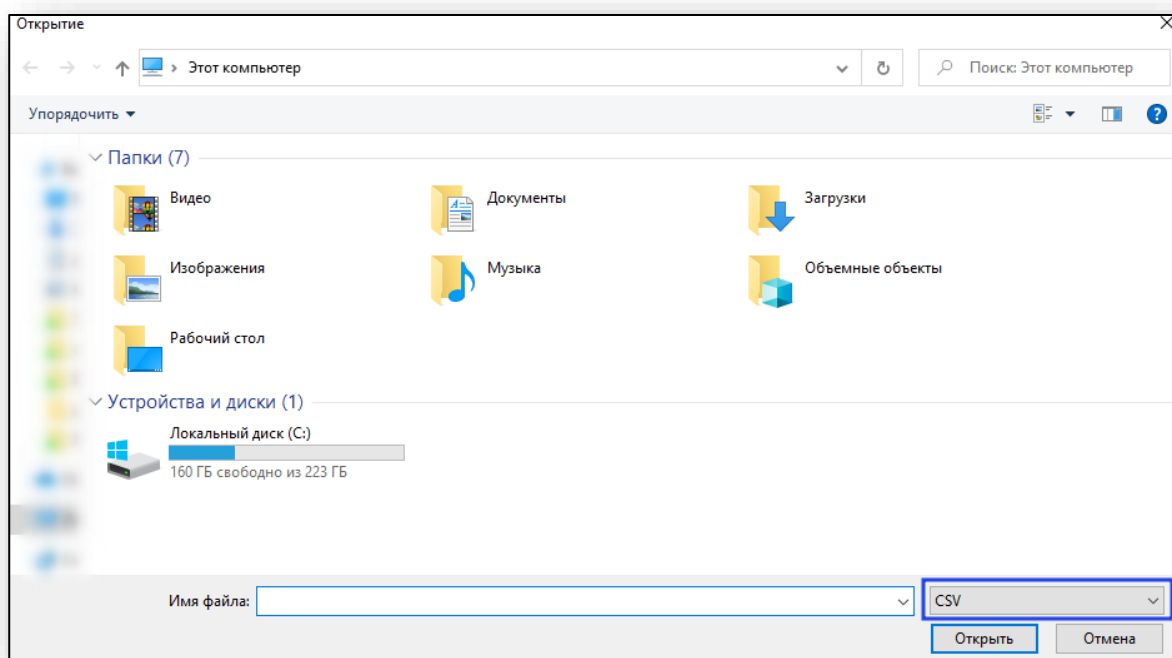 Открытие
Этот компьютер
Поиск: Этот компьютер
Упорядочить
Папки (7)
Видео
Документы
Загрузки
Изображения
Музыка
Объемные объекты
Рабочий стол
Устройства и диски (1)
Локальный диск (C:)
160 ГБ свободно из 223 ГБ
Имя файла:
CSV
Открыть
Отмена